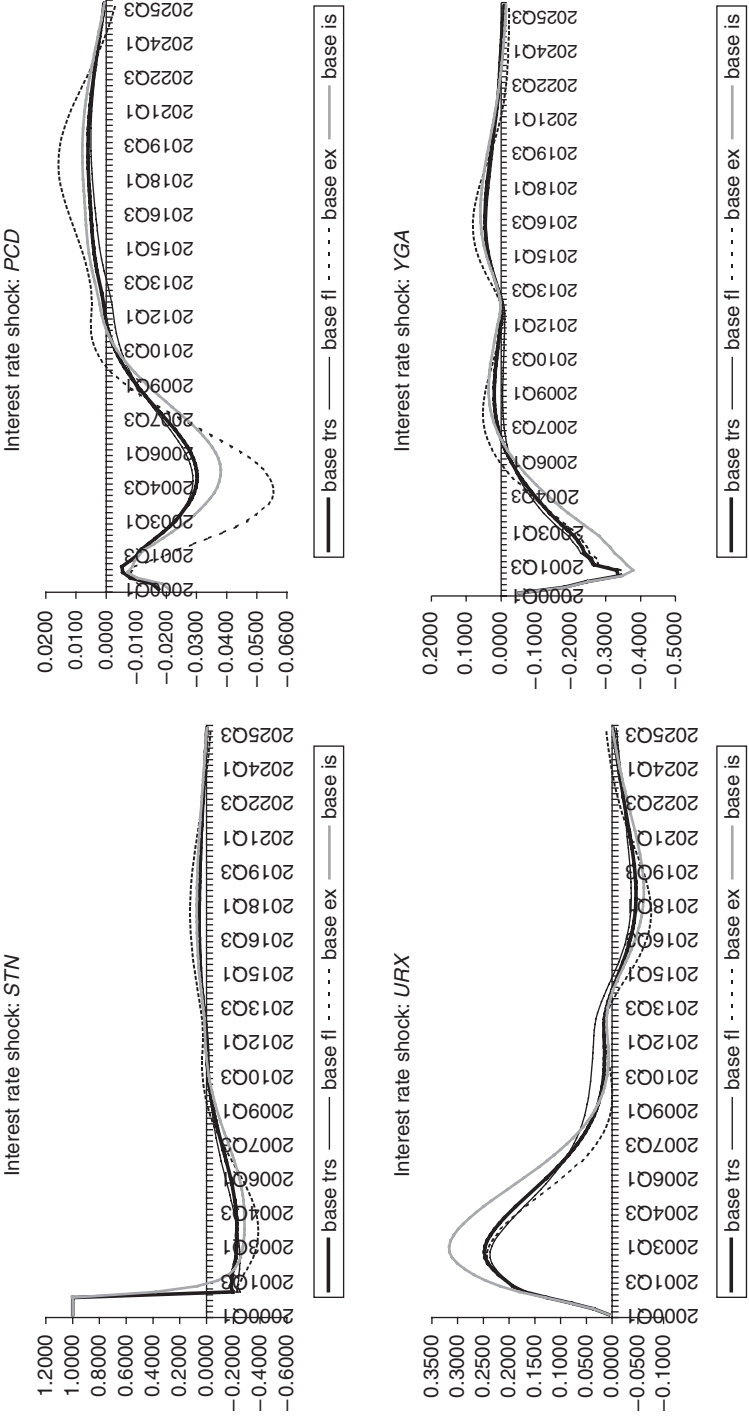 Interest rate shock: STN
1.2000
1.0000
0.8000
0.6000
0.4000
0.2000
0.0000
−0.2000
−0.4000
−0.6000
2000Q1
2001Q3
2003Q1
2004Q3
2006Q1
2007Q3
2009Q1
2010Q3
2012Q1
2013Q3
2015Q1
2016Q3
2018Q1
2019Q3
2021Q1
2022Q3
2024Q1
2025Q3
base trs base fl base ex base is
Interest rate shock: PCD
0.0200
0.0100
0.0000
−0.0100
−0.0200
−0.0300
−0.0400
−0.0500
−0.0600
2000Q1
2001Q3
2003Q1
2004Q3
2006Q1
2007Q3
2009Q1
2010Q3
2012Q1
2013Q3
2015Q1
2016Q3
2018Q1
2019Q3
2021Q1
2022Q3
2024Q1
2025Q3
base trs base fl base ex base is
Interest rate shock: URX
0.3500
0.3000
0.2500
0.2000
0.1500
0.1000
0.0500
0.0000
−0.0500
−0.1000
2000Q1
2001Q3
2003Q1
2004Q3
2006Q1
2007Q3
2009Q1
2010Q3
2012Q1
2013Q3
2015Q1
2016Q3
2018Q1
2019Q3
2021Q
2022Q3
2024Q1
2025Q3
base trs base fl base ex base is
Interest rate shock: YGA
0.2000
0.1000
0.0000
−0.1000
−0.2000
−0.3000
−0.4000
−0.5000
2000Q1
2001Q3
2003Q1
2004Q3
2006Q1
2007Q3
2009Q1
2010Q3
2012Q1
2013Q3
2015Q1
2016Q3
2018Q1
2019Q3
2021Q1
2022Q3
2024Q1
2025Q3
base trs base fl base ex base is